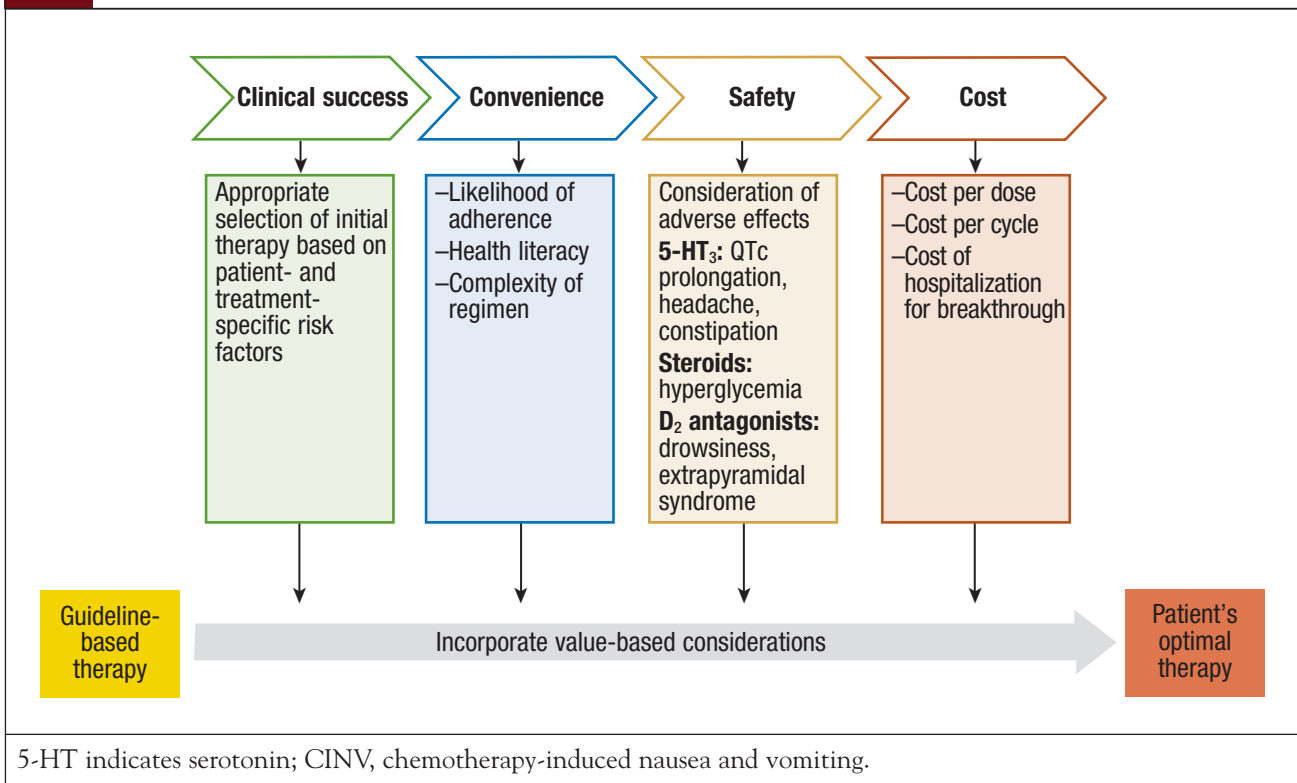 Clinical success
Convenience
Safety
Cost
Appropriate
selection of initial
therapy based on
patient- and
treatment-
specific risk
factors
–Likelihood of
adherence
–Health literacy
–Complexity of
regimen
Consideration of
adverse effects
5-HT₃: QTc
prolongation,
headache,
constipation
Steroids:
hyperglycemia
D₂ antagonists:
drowsiness,
extrapyramidal
syndrome
–Cost per dose
–Cost per cycle
–Cost of
hospitalization
for breakthrough
Guideline-
based
therapy
Incorporate value-based considerations
Patient’s
optimal
therapy
5-HT indicates serotonin; CINV, chemotherapy-induced nausea and vomiting.